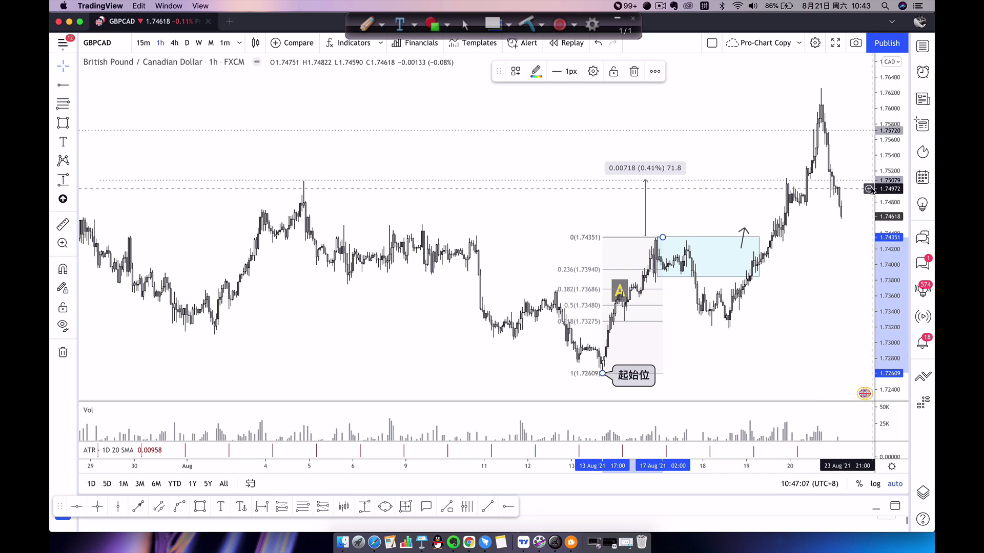 TradingView Edit Window View 86% 8月21日 10:43
GBPCAD 1.74618 −0.11%
1/1
GBPCAD 15m 1h 4h D W M 1m Compare Indicators Financials Templates Alert Replay Pro-Chart Copy Publish
British Pound / Canadian Dollar · 1h · FXCM O1.74751 H1.74822 L1.74590 C1.74618 −0.00133 (−0.08%)
CAD
1px
1.76400
1.76200
1.76000
1.75800
1.75720
1.75600
1.75400
1.75200
1.75079
1.74972
1.74800
1.74618
1.74351
1.74200
1.74000
1.73800
1.73600
1.73400
1.73200
1.73000
1.72800
1.72609
1.72400
0.00718 (0.41%) 71.8
0(1.74351)
0.236(1.73940)
0.382(1.73686)
A
0.5(1.73480)
0.618(1.73275)
1(1.72609)
起始位
Vol
50K
25K
ATR · 1D 20 SMA 0.00958
0.00000
29 Aug 4 5 6 9 11 12 13 13 Aug '21 17:00 17 Aug '21 02:00 18 19 20 23 Aug '21 21:00
1D 5D 1M 3M 6M YTD 1Y 5Y All 10:47:07 (UTC+8) % log auto
574
18